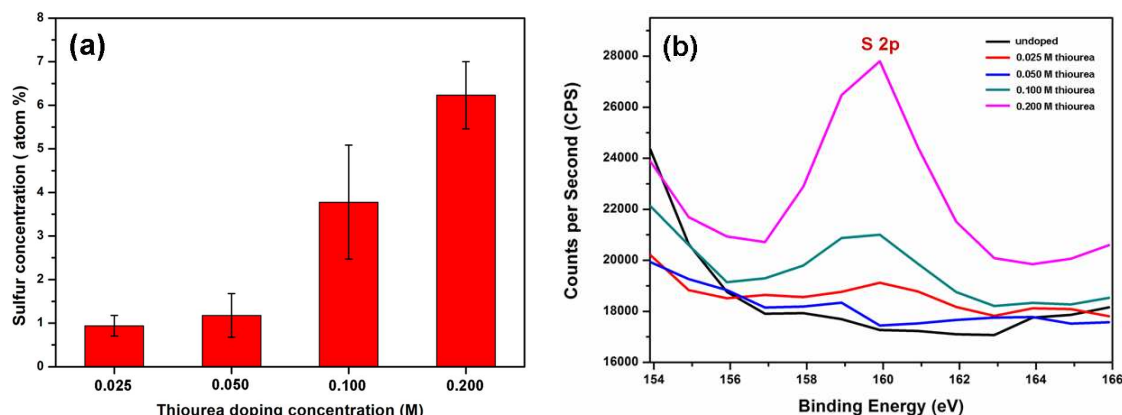 (a)
Sulfur concentration ( atom %)
8
7
6
5
4
3
2
1
0
0.025 0.050 0.100 0.200
Thiourea doping concentration (M)
(b)
S 2p
undoped
0.025 M thiourea
0.050 M thiourea
0.100 M thiourea
0.200 M thiourea
Counts per Second (CPS)
28000
26000
24000
22000
20000
18000
16000
154 156 158 160 162 164 166
Binding Energy (eV)